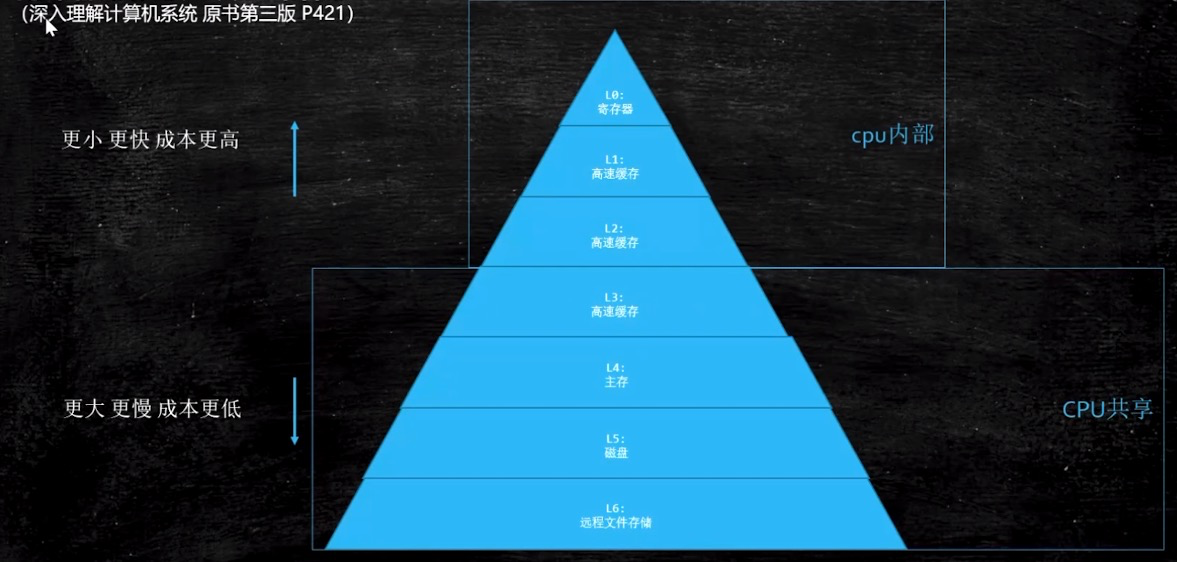 （深入理解计算机系统 原书第三版 P421）
L0:
寄存器
更小 更快 成本更高
cpu内部
L1:
高速缓存
L2:
高速缓存
L3:
高速缓存
L4:
主存
更大 更慢 成本更低
CPU共享
L5:
磁盘
L6:
远程文件存储